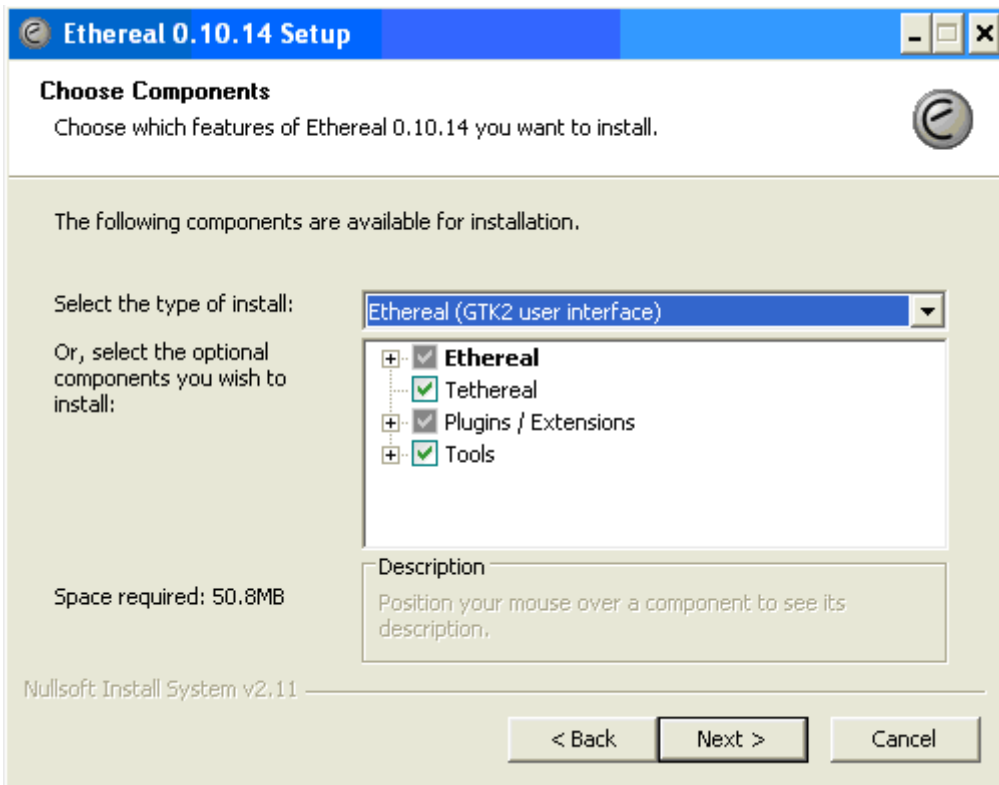 Ethereal 0.10.14 Setup
Choose Components
Choose which features of Ethereal 0.10.14 you want to install.
The following components are available for installation.
Select the type of install:
Ethereal (GTK2 user interface)
Or, select the optional
components you wish to
install:
Ethereal
Tethereal
Plugins / Extensions
Tools
Space required: 50.8MB
Description
Position your mouse over a component to see its
description.
Nullsoft Install System v2.11
< Back
Next >
Cancel